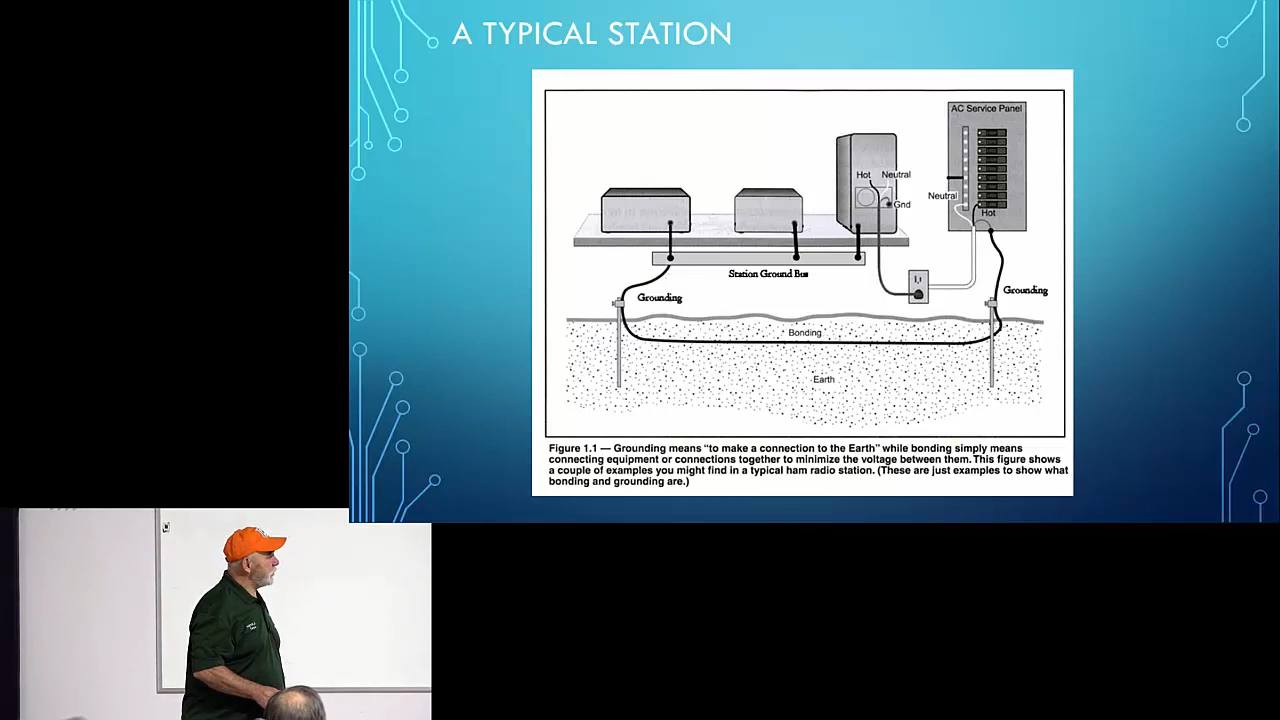 A TYPICAL STATION
AC Service Panel
Hot Neutral
Gnd
Neutral
Hot
Station Ground Bus
Grounding
Grounding
Bonding
Earth
Figure 1.1 — Grounding means “to make a connection to the Earth” while bonding simply means
connecting equipment or connections together to minimize the voltage between them. This figure shows
a couple of examples you might find in a typical ham radio station. (These are just examples to show what
bonding and grounding are.)